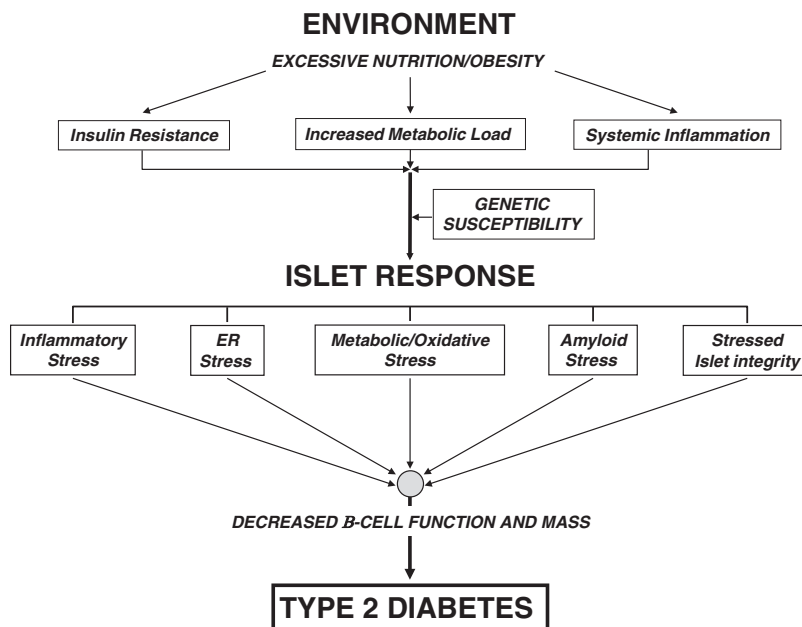 ENVIRONMENT
EXCESSIVE NUTRITION/OBESITY
Insulin Resistance
Increased Metabolic Load
Systemic Inflammation
GENETIC
SUSCEPTIBILITY
ISLET RESPONSE
Inflammatory
Stress
ER
Stress
Metabolic/Oxidative
Stress
Amyloid
Stress
Stressed
Islet integrity
DECREASED B-CELL FUNCTION AND MASS
TYPE 2 DIABETES